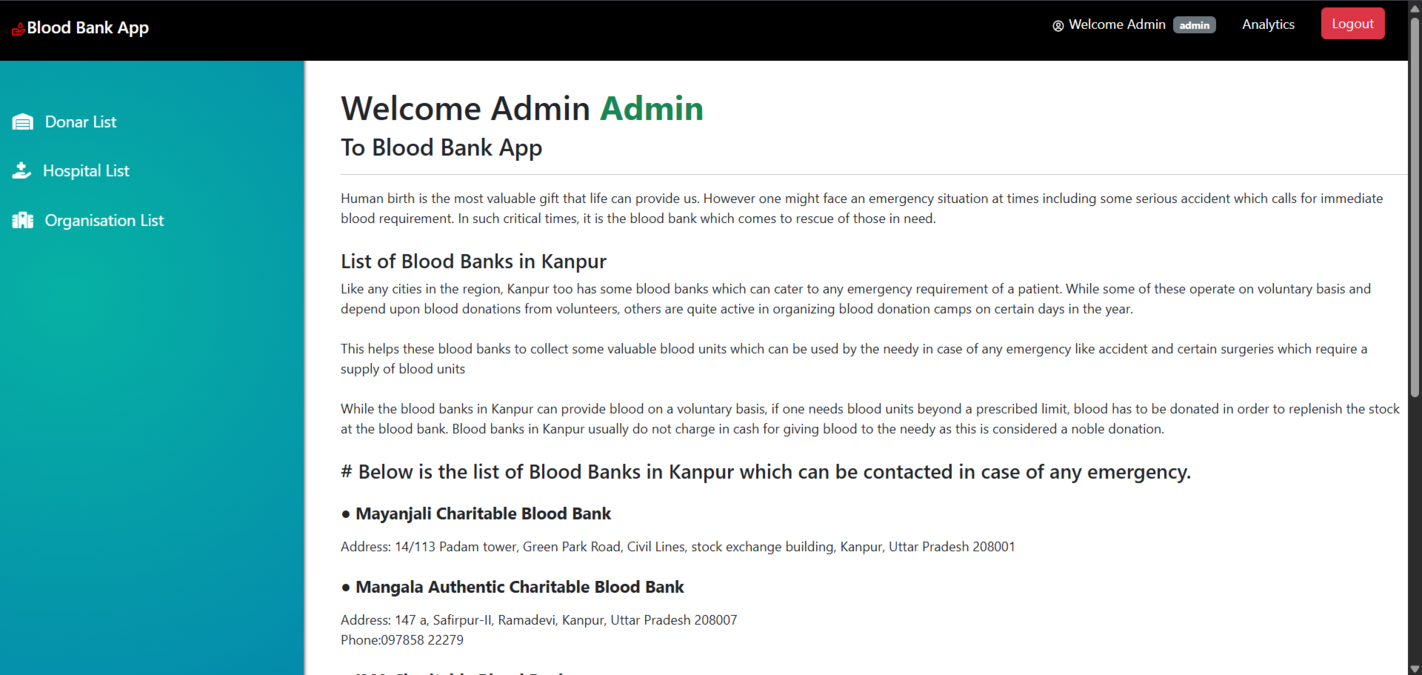 Blood Bank App
Welcome Admin admin
Analytics
Logout
Donar List
Hospital List
Organisation List
Welcome Admin Admin
To Blood Bank App
Human birth is the most valuable gift that life can provide us. However one might face an emergency situation at times including some serious accident which calls for immediate
blood requirement. In such critical times, it is the blood bank which comes to rescue of those in need.
List of Blood Banks in Kanpur
Like any cities in the region, Kanpur too has some blood banks which can cater to any emergency requirement of a patient. While some of these operate on voluntary basis and
depend upon blood donations from volunteers, others are quite active in organizing blood donation camps on certain days in the year.
This helps these blood banks to collect some valuable blood units which can be used by the needy in case of any emergency like accident and certain surgeries which require a
supply of blood units
While the blood banks in Kanpur can provide blood on a voluntary basis, if one needs blood units beyond a prescribed limit, blood has to be donated in order to replenish the stock
at the blood bank. Blood banks in Kanpur usually do not charge in cash for giving blood to the needy as this is considered a noble donation.
# Below is the list of Blood Banks in Kanpur which can be contacted in case of any emergency.
● Mayanjali Charitable Blood Bank
Address: 14/113 Padam tower, Green Park Road, Civil Lines, stock exchange building, Kanpur, Uttar Pradesh 208001
● Mangala Authentic Charitable Blood Bank
Address: 147 a, Safirpur-II, Ramadevi, Kanpur, Uttar Pradesh 208007
Phone:097858 22279